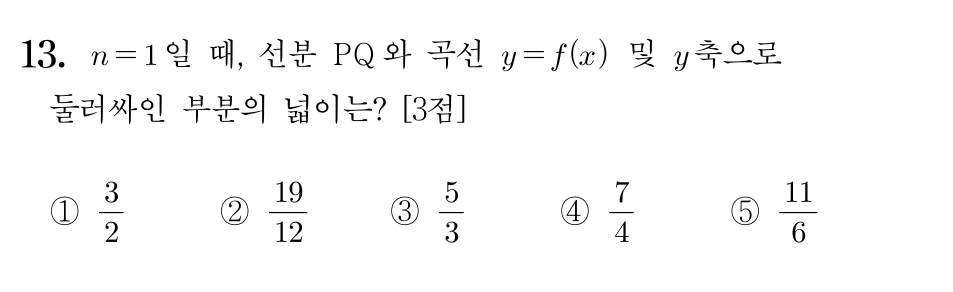 13. n=1일 때, 선분 PQ와 곡선 y=f(x) 및 y축으로
둘러싸인 부분의 넓이는? [3점]
① 3/2 ② 19/12 ③ 5/3 ④ 7/4 ⑤ 11/6